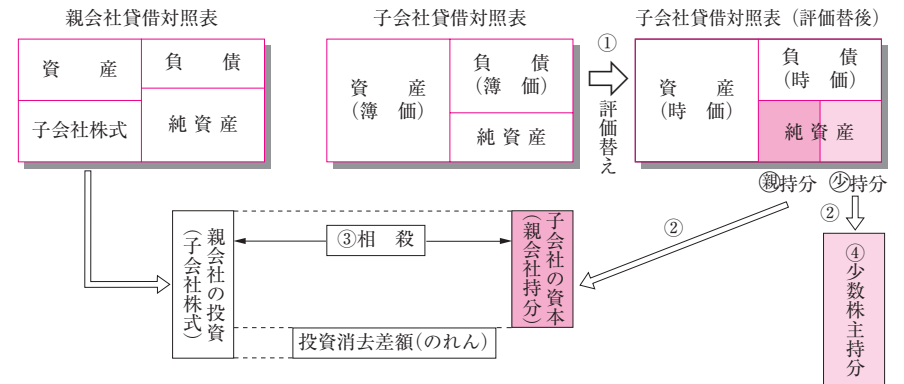 親会社貸借対照表
子会社貸借対照表
子会社貸借対照表（評価替後）
資　産
負　債
子会社株式
純資産
資　産
(簿　価)
負　債
(簿　価)
純資産
①
評価替え
資　産
(時　価)
負　債
(時　価)
純資産
親持分
少持分
②
②
親会社の投資
(子会社株式)
③相　殺
子会社の資本
(親会社持分)
投資消去差額(のれん)
④少数株主持分